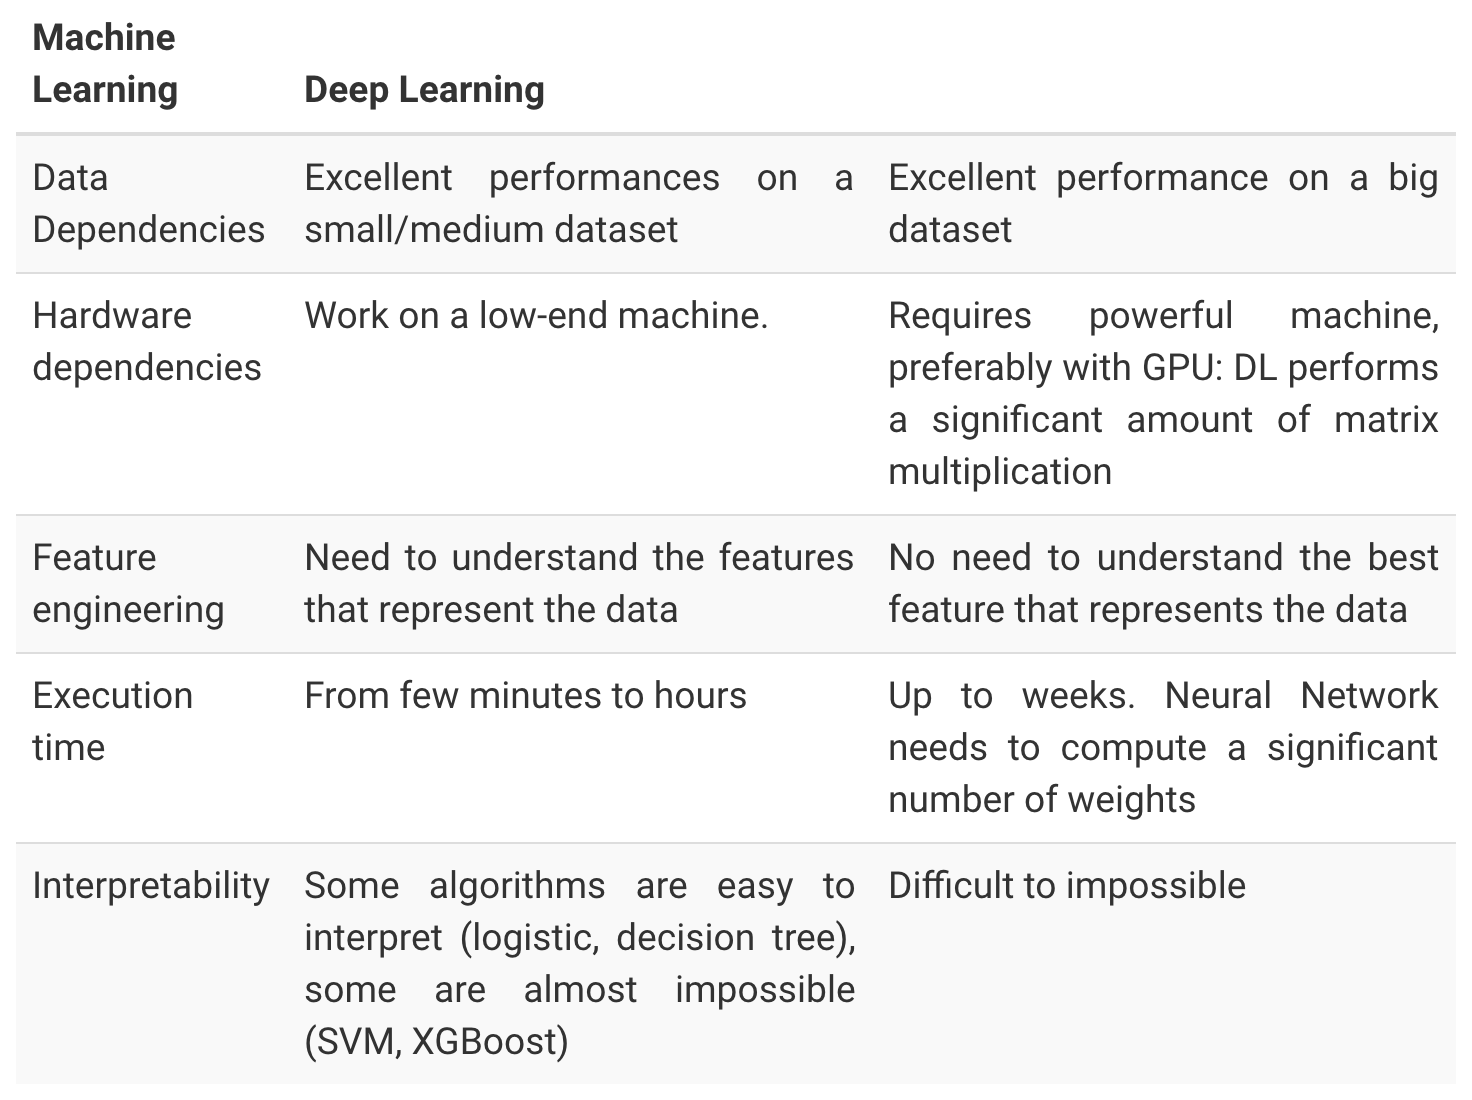 Machine
Learning
Deep Learning
Data
Dependencies
Excellent performances on a
small/medium dataset
Excellent performance on a big
dataset
Hardware
dependencies
Work on a low-end machine.
Requires powerful machine,
preferably with GPU: DL performs
a significant amount of matrix
multiplication
Feature
engineering
Need to understand the features
that represent the data
No need to understand the best
feature that represents the data
Execution
time
From few minutes to hours
Up to weeks. Neural Network
needs to compute a significant
number of weights
Interpretability
Some algorithms are easy to
interpret (logistic, decision tree),
some are almost impossible
(SVM, XGBoost)
Difficult to impossible